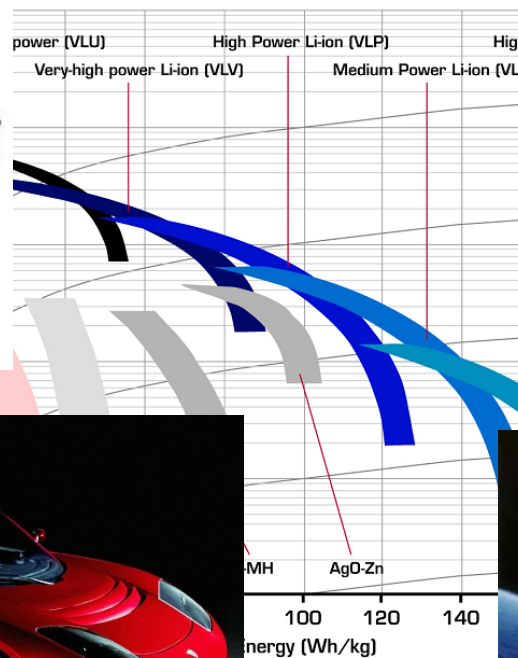 power (VLU)
High Power Li-ion (VLP)
Hig
Very-high power Li-ion (VLV)
Medium Power Li-ion (VL
-MH
AgO-Zn
100
120
140
nergy (Wh/kg)